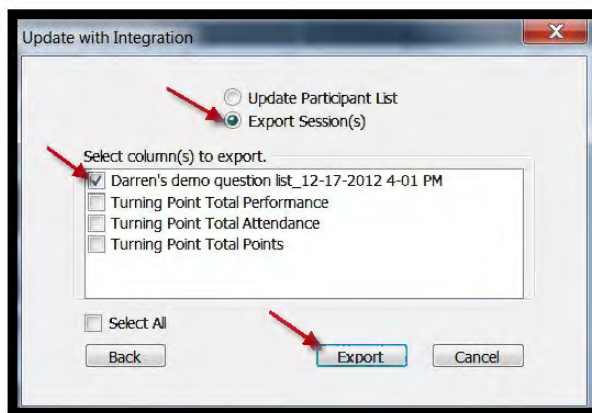 Update with Integration
Update Participant List
Export Session(s)
Select column(s) to export.
Darren's demo question list_12-17-2012 4-01 PM
Turning Point Total Performance
Turning Point Total Attendance
Turning Point Total Points
Select All
Back Export Cancel